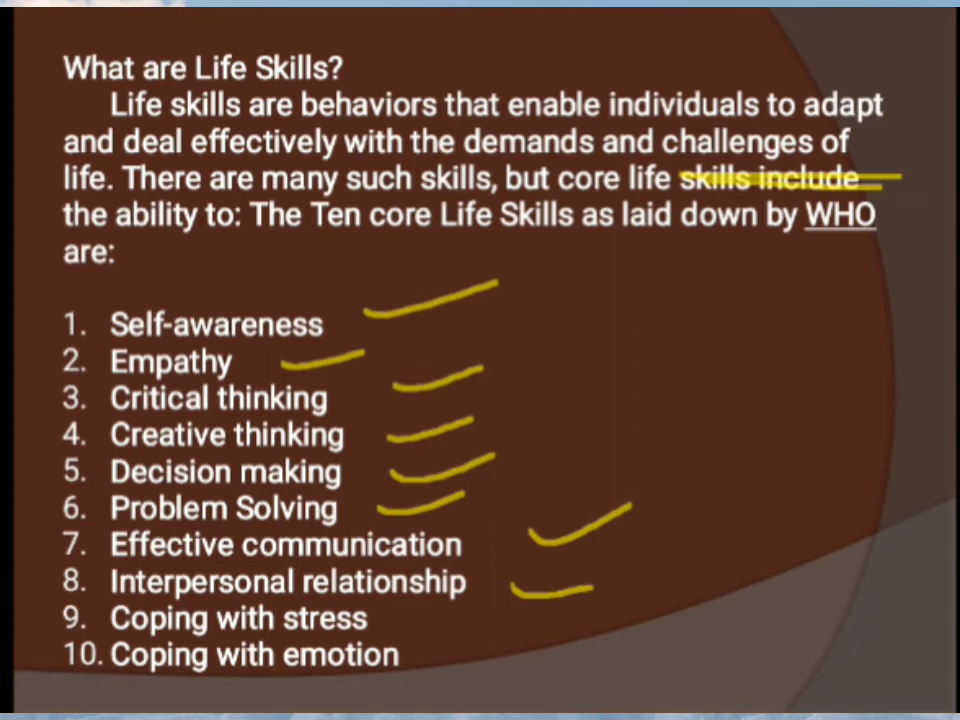 What are Life Skills?
Life skills are behaviors that enable individuals to adapt
and deal effectively with the demands and challenges of
life. There are many such skills, but core life skills include
the ability to: The Ten core Life Skills as laid down by WHO
are:
1. Self-awareness
2. Empathy
3. Critical thinking
4. Creative thinking
5. Decision making
6. Problem Solving
7. Effective communication
8. Interpersonal relationship
9. Coping with stress
10. Coping with emotion